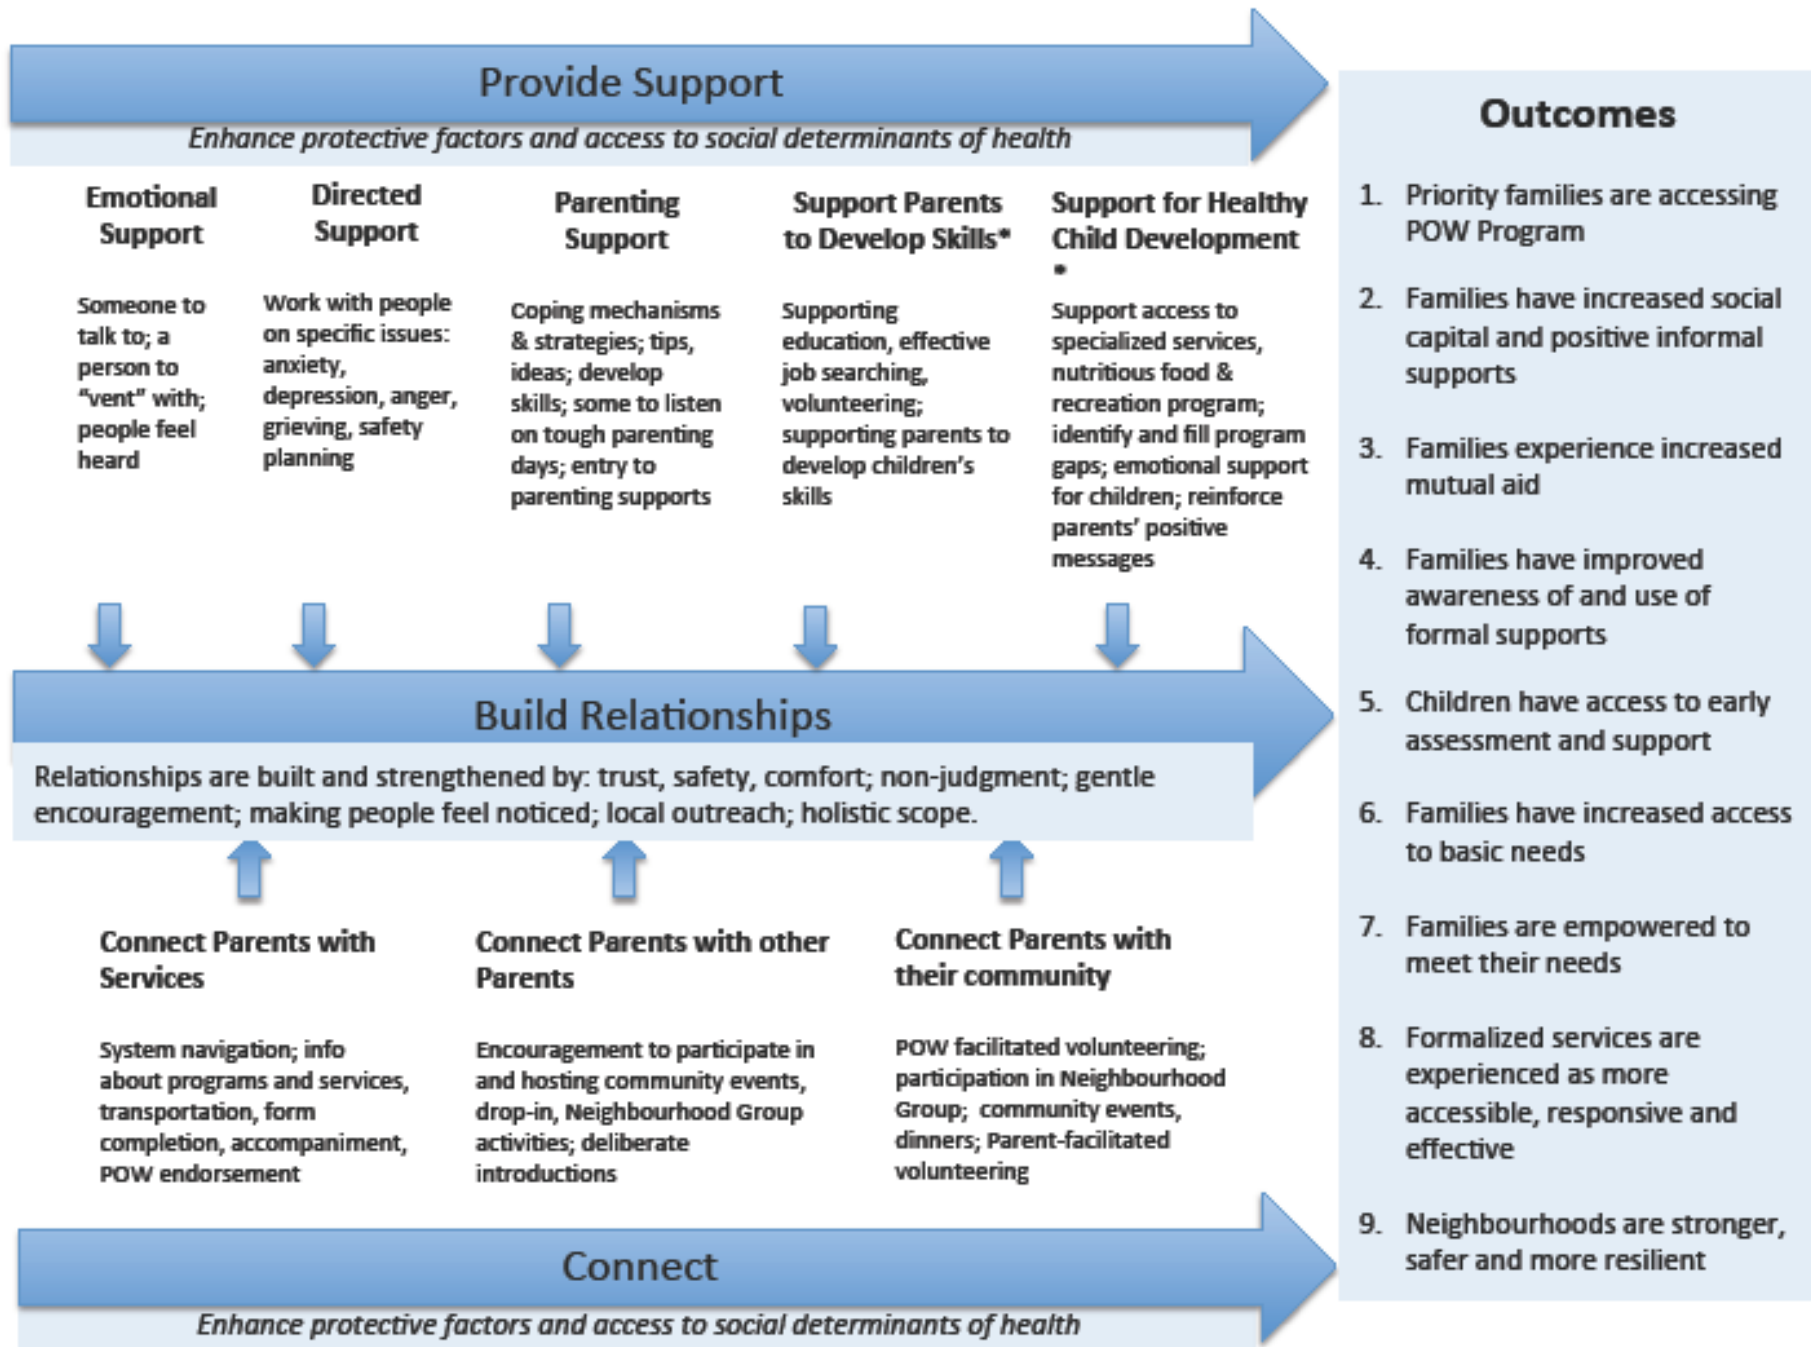 Provide Support
Enhance protective factors and access to social determinants of health
Emotional
Support
Someone to
talk to; a
person to
“vent” with;
people feel
heard
Directed
Support
Work with people
on specific issues:
anxiety,
depression, anger,
grieving, safety
planning
Parenting
Support
Coping mechanisms
& strategies; tips,
ideas; develop
skills; some to listen
on tough parenting
days; entry to
parenting supports
Support Parents
to Develop Skills*
Supporting
education, effective
job searching,
volunteering;
supporting parents to
develop children’s
skills
Support for Healthy
Child Development
*
Support access to
specialized services,
nutritious food &
recreation program;
identify and fill program
gaps; emotional support
for children; reinforce
parents’ positive
messages
Build Relationships
Relationships are built and strengthened by: trust, safety, comfort; non-judgment; gentle
encouragement; making people feel noticed; local outreach; holistic scope.
Connect Parents with
Services
System navigation; info
about programs and services,
transportation, form
completion, accompaniment,
POW endorsement
Connect Parents with other
Parents
Encouragement to participate in
and hosting community events,
drop-in, Neighbourhood Group
activities; deliberate
introductions
Connect Parents with
their community
POW facilitated volunteering;
participation in Neighbourhood
Group; community events,
dinners; Parent-facilitated
volunteering
Connect
Enhance protective factors and access to social determinants of health
Outcomes
1. Priority families are accessing
POW Program
2. Families have increased social
capital and positive informal
supports
3. Families experience increased
mutual aid
4. Families have improved
awareness of and use of
formal supports
5. Children have access to early
assessment and support
6. Families have increased access
to basic needs
7. Families are empowered to
meet their needs
8. Formalized services are
experienced as more
accessible, responsive and
effective
9. Neighbourhoods are stronger,
safer and more resilient